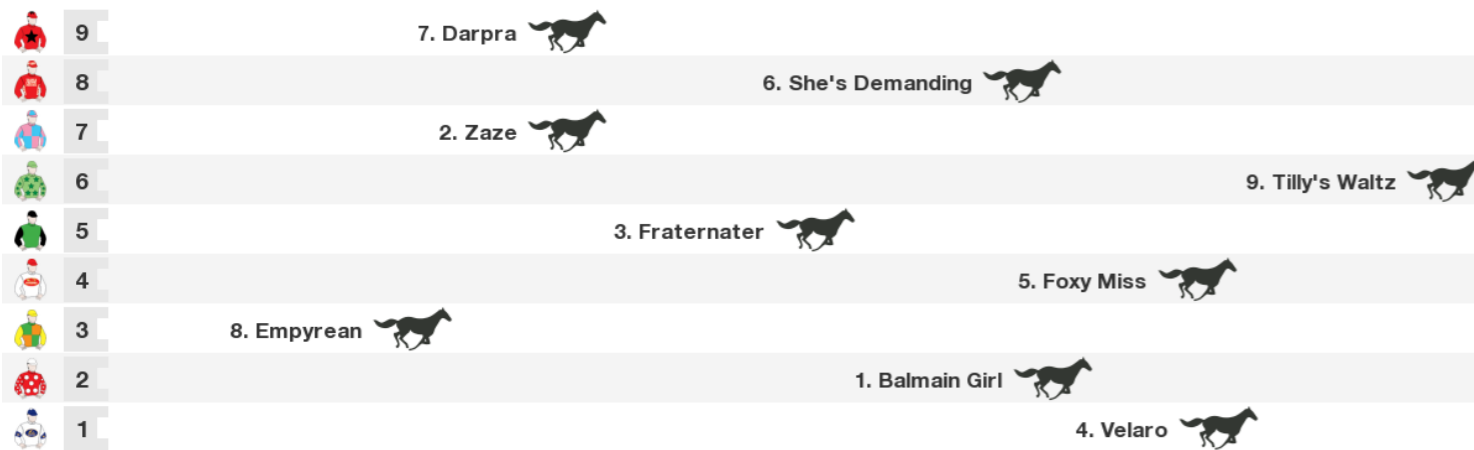 9 7. Darpra
8 6. She's Demanding
7 2. Zaze
6 9. Tilly's Waltz
5 3. Fraternater
4 5. Foxy Miss
3 8. Empyrean
2 1. Balmain Girl
1 4. Velaro